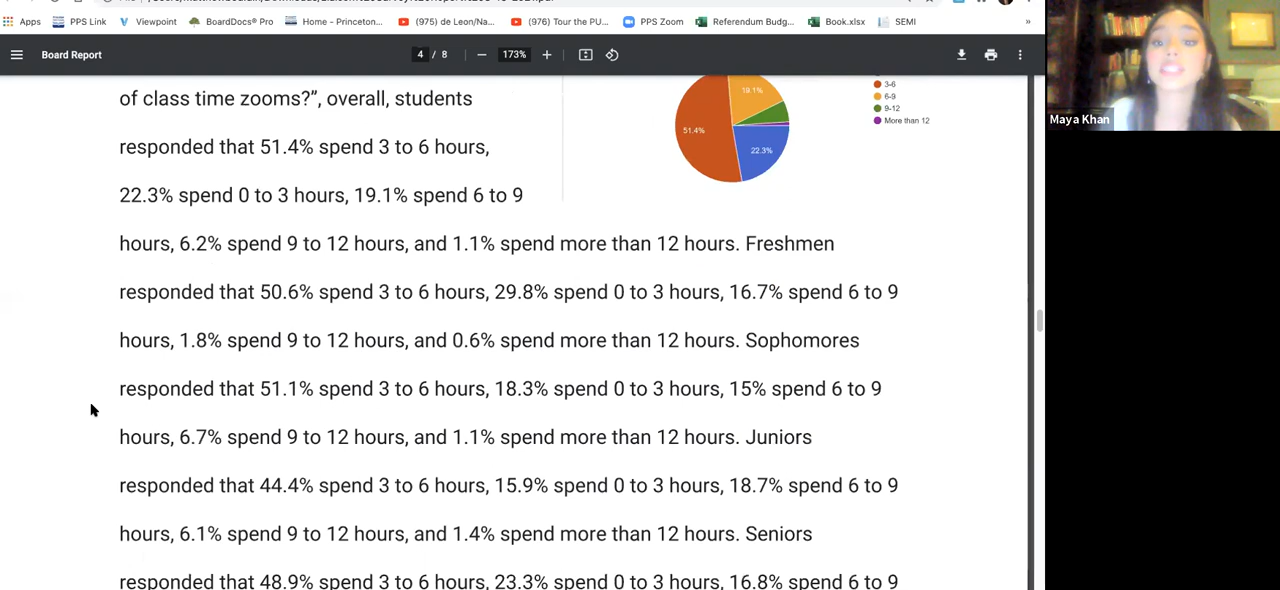 Apps PPS Link Viewpoint BoardDocs® Pro Home - Princeton... (975) de Leon/Na... (976) Tour the PU... PPS Zoom Referendum Budg... Book.xlsx SEMI »
Board Report 4 / 8 173%
of class time zooms?”, overall, students
responded that 51.4% spend 3 to 6 hours,
22.3% spend 0 to 3 hours, 19.1% spend 6 to 9
hours, 6.2% spend 9 to 12 hours, and 1.1% spend more than 12 hours. Freshmen
responded that 50.6% spend 3 to 6 hours, 29.8% spend 0 to 3 hours, 16.7% spend 6 to 9
hours, 1.8% spend 9 to 12 hours, and 0.6% spend more than 12 hours. Sophomores
responded that 51.1% spend 3 to 6 hours, 18.3% spend 0 to 3 hours, 15% spend 6 to 9
hours, 6.7% spend 9 to 12 hours, and 1.1% spend more than 12 hours. Juniors
responded that 44.4% spend 3 to 6 hours, 15.9% spend 0 to 3 hours, 18.7% spend 6 to 9
hours, 6.1% spend 9 to 12 hours, and 1.4% spend more than 12 hours. Seniors
responded that 48.9% spend 3 to 6 hours, 23.3% spend 0 to 3 hours, 16.8% spend 6 to 9
19.1%
51.4%
22.3%
3-6
6-9
9-12
More than 12
Maya Khan